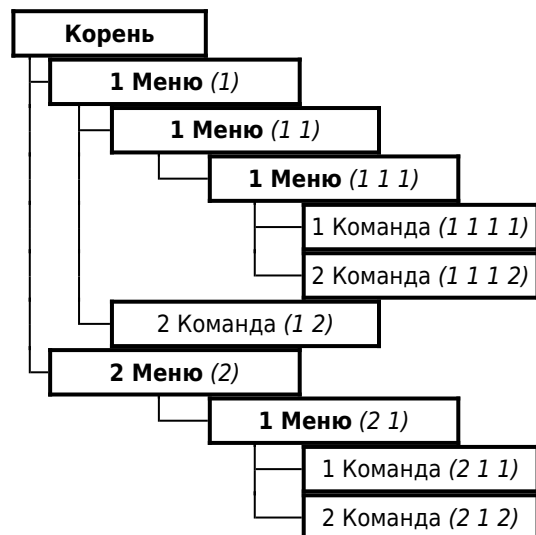 Корень
1 Меню (1)
1 Меню (1 1)
1 Меню (1 1 1)
1 Команда (1 1 1 1)
2 Команда (1 1 1 2)
2 Команда (1 2)
2 Меню (2)
1 Меню (2 1)
1 Команда (2 1 1)
2 Команда (2 1 2)